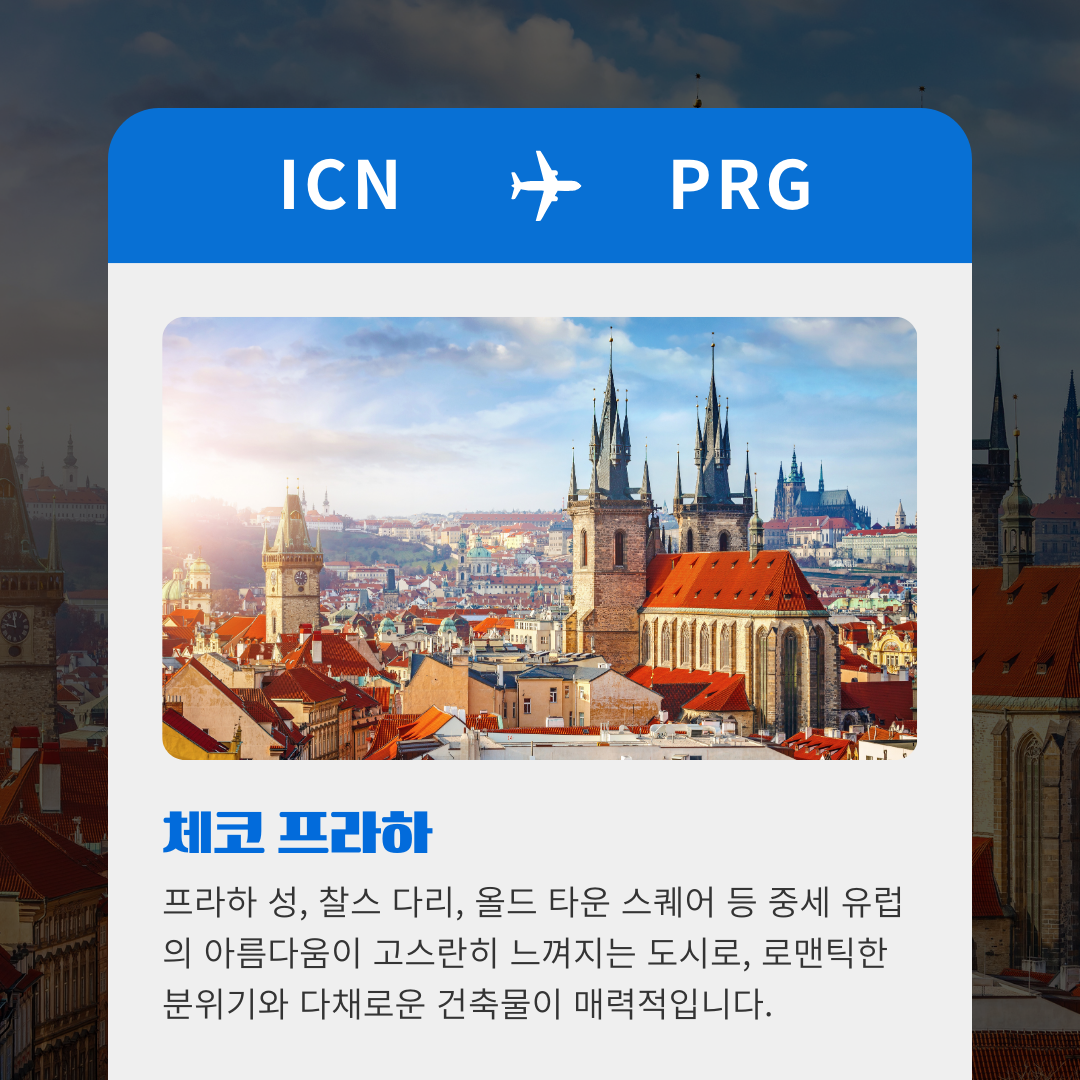 ICN PRG
체코 프라하
프라하 성, 찰스 다리, 올드 타운 스퀘어 등 중세 유럽
의 아름다움이 고스란히 느껴지는 도시로, 로맨틱한
분위기와 다채로운 건축물이 매력적입니다.